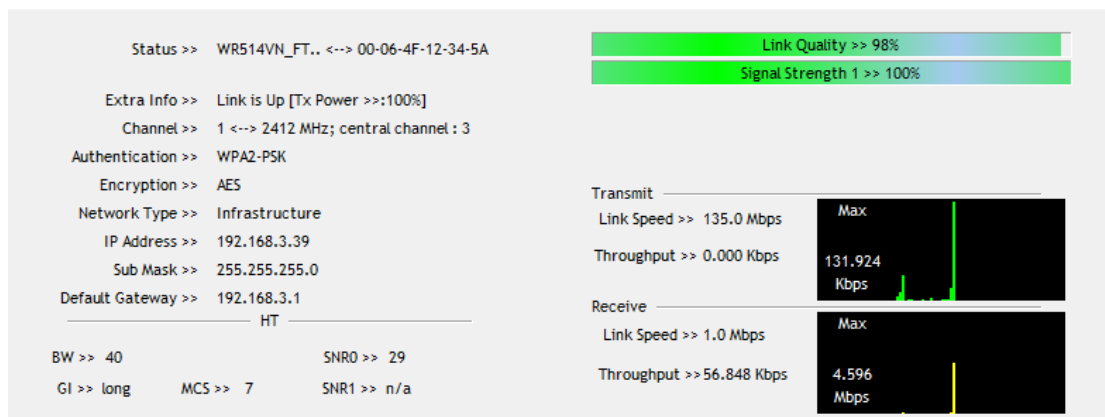 Status >> WR514VN_FT.. <--> 00-06-4F-12-34-5A
Extra Info >> Link is Up [Tx Power >>:100%]
Channel >> 1 <--> 2412 MHz; central channel : 3
Authentication >> WPA2-PSK
Encryption >> AES
Network Type >> Infrastructure
IP Address >> 192.168.3.39
Sub Mask >> 255.255.255.0
Default Gateway >> 192.168.3.1
HT
BW >> 40 SNR0 >> 29
GI >> long MCS >> 7 SNR1 >> n/a
Link Quality >> 98%
Signal Strength 1 >> 100%
Transmit
Link Speed >> 135.0 Mbps
Throughput >> 0.000 Kbps
Max
131.924
Kbps
Receive
Link Speed >> 1.0 Mbps
Throughput >> 56.848 Kbps
Max
4.596
Mbps